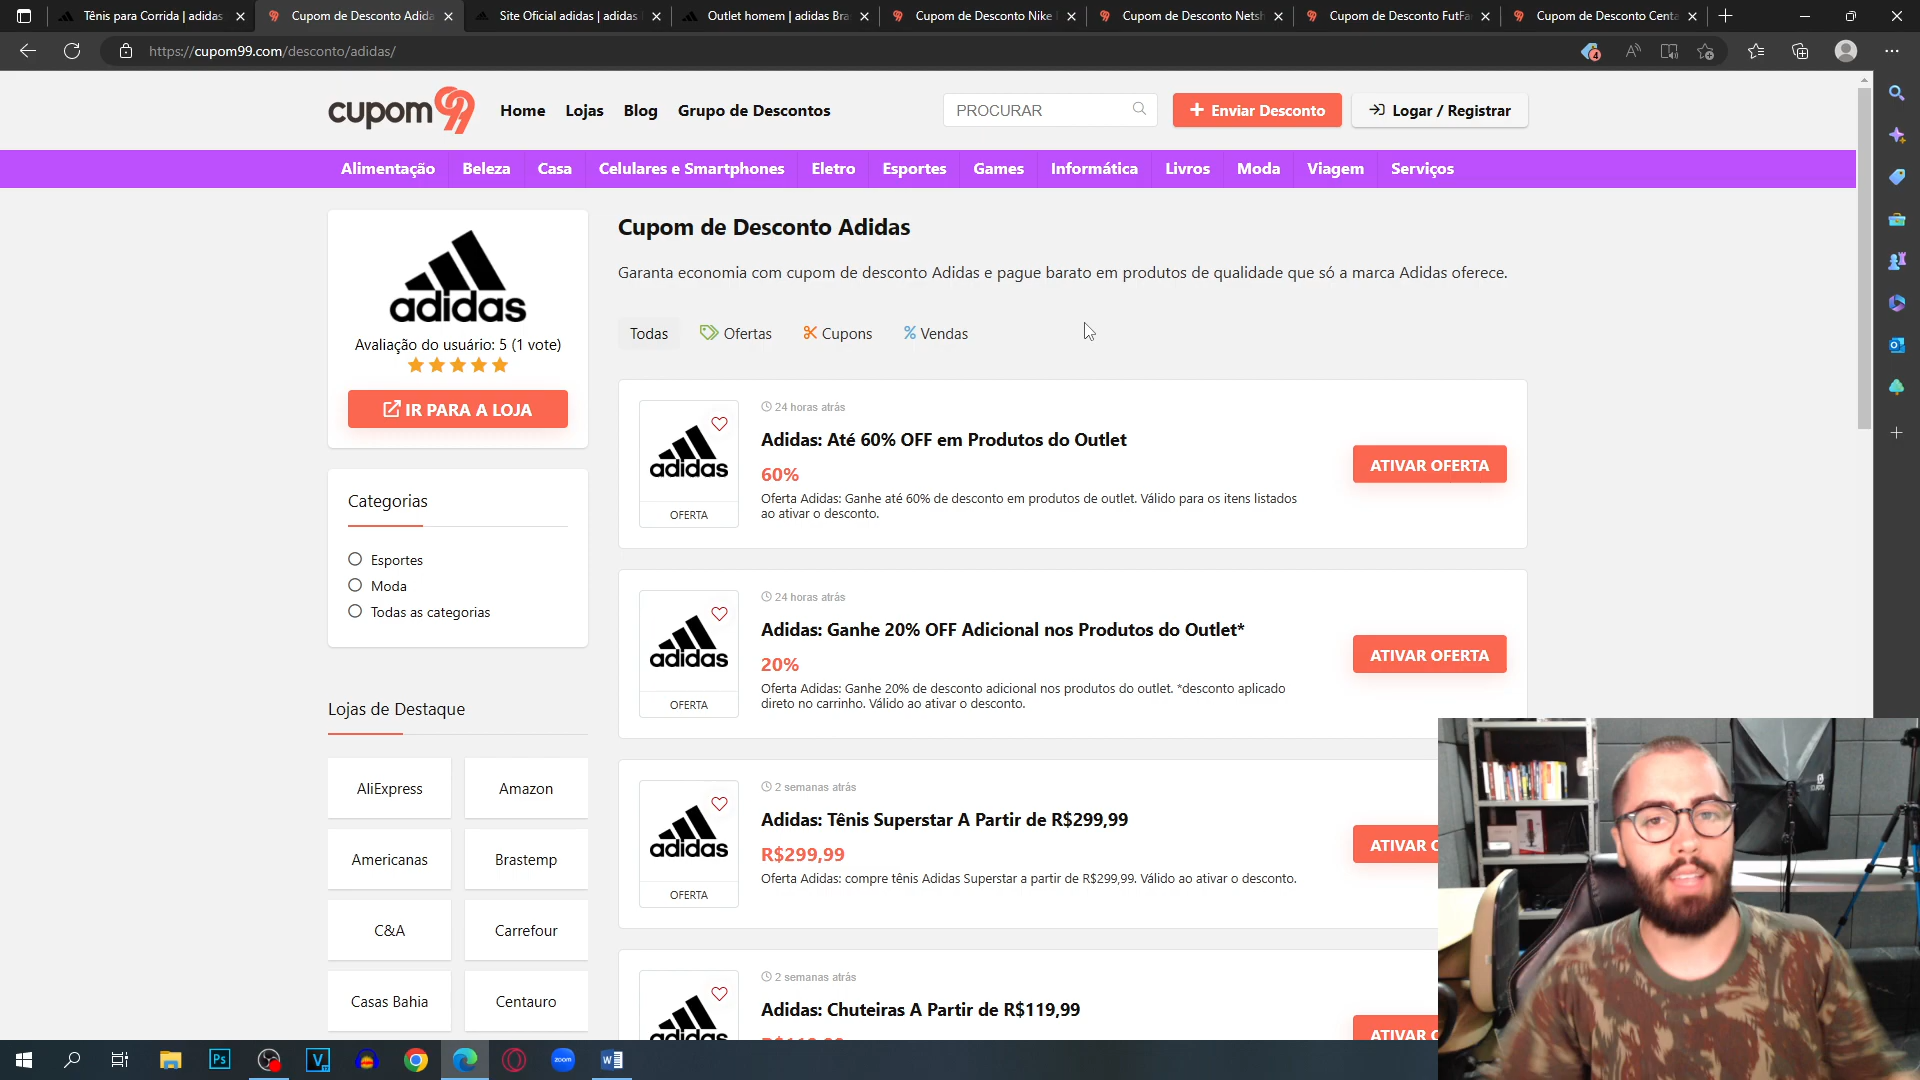 Tênis para Corrida | adidas
Cupom de Desconto Adida
Site Oficial adidas | adidas
Outlet homem | adidas Bra
Cupom de Desconto Nike
Cupom de Desconto Netsh
Cupom de Desconto FutFa
Cupom de Desconto Centa
https://cupom99.com/desconto/adidas/
4
cupom99
Home
Lojas
Blog
Grupo de Descontos
PROCURAR
Enviar Desconto
Logar / Registrar
Alimentação
Beleza
Casa
Celulares e Smartphones
Eletro
Esportes
Games
Informática
Livros
Moda
Viagem
Serviços
adidas
Avaliação do usuário: 5 (1 vote)
IR PARA A LOJA
Categorias
Esportes
Moda
Todas as categorias
Lojas de Destaque
AliExpress
Amazon
Americanas
Brastemp
C&A
Carrefour
Casas Bahia
Centauro
Cupom de Desconto Adidas
Garanta economia com cupom de desconto Adidas e pague barato em produtos de qualidade que só a marca Adidas oferece.
Todas
Ofertas
Cupons
Vendas
adidas
OFERTA
24 horas atrás
Adidas: Até 60% OFF em Produtos do Outlet
60%
Oferta Adidas: Ganhe até 60% de desconto em produtos de outlet. Válido para os itens listados
ao ativar o desconto.
ATIVAR OFERTA
adidas
OFERTA
24 horas atrás
Adidas: Ganhe 20% OFF Adicional nos Produtos do Outlet*
20%
Oferta Adidas: Ganhe 20% de desconto adicional nos produtos do outlet. *desconto aplicado
direto no carrinho. Válido ao ativar o desconto.
ATIVAR OFERTA
adidas
OFERTA
2 semanas atrás
Adidas: Tênis Superstar A Partir de R$299,99
R$299,99
Oferta Adidas: compre tênis Adidas Superstar a partir de R$299,99. Válido ao ativar o desconto.
ATIVAR
adidas
2 semanas atrás
Adidas: Chuteiras A Partir de R$119,99
ATIVAR
Ps
V
zoom
W